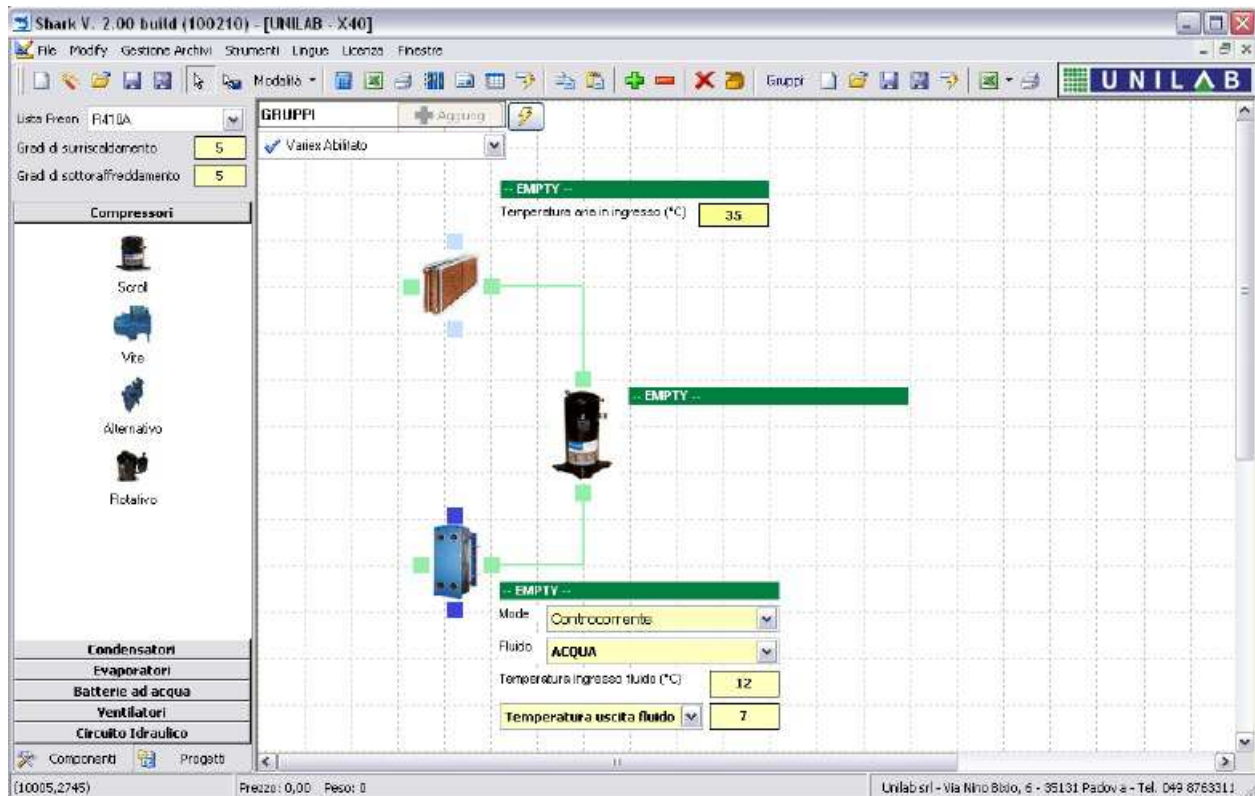 Shark V. 2.00 build (100210) - [UNILAB - X40]
File Modify Gestione Archivi Strumenti Lingue Licenza Finestre
Modalità Gruppi UNILAB
Lista Freon R410A
Gradi di surriscaldamento 5
Gradi di sottoraffreddamento 5
Compressori
Scroll
Vite
Alternativo
Rotativo
Condensatori
Evaporatori
Batterie ad acqua
Ventilatori
Circuito Idraulico
Componenti Progetti
GRUPPI Aggiungi
Variex Abilitato
-- EMPTY --
Temperatura aria in ingresso (°C) 35
-- EMPTY --
-- EMPTY --
Mode Controcorrente
Fluido ACQUA
Temperatura ingresso fluido (°C) 12
Temperatura uscita fluido 7
(10005,2745) Prezzo: 0,00 Peso: 0 Unilab srl - Via Nino Bixio, 6 - 35131 Padova - Tel. 049 8763311